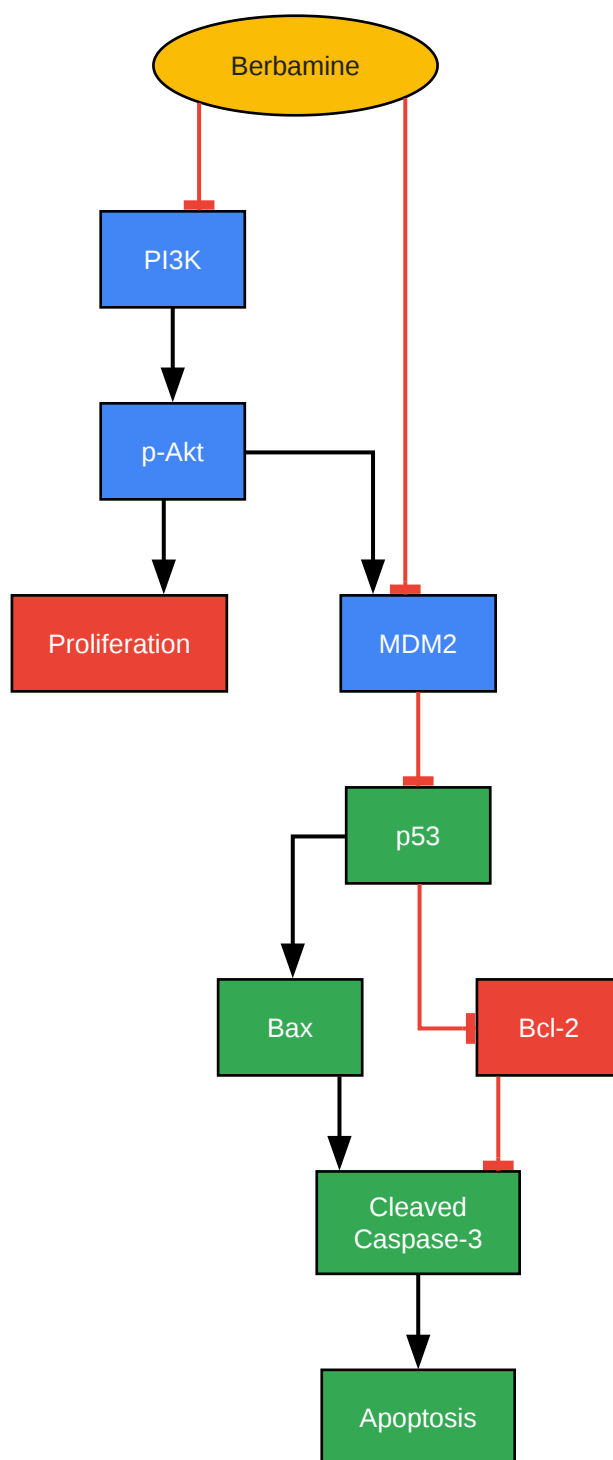 Berbamine
PI3K
p-Akt
Proliferation
MDM2
p53
Bax
Bcl-2
Cleaved
Caspase-3
Apoptosis